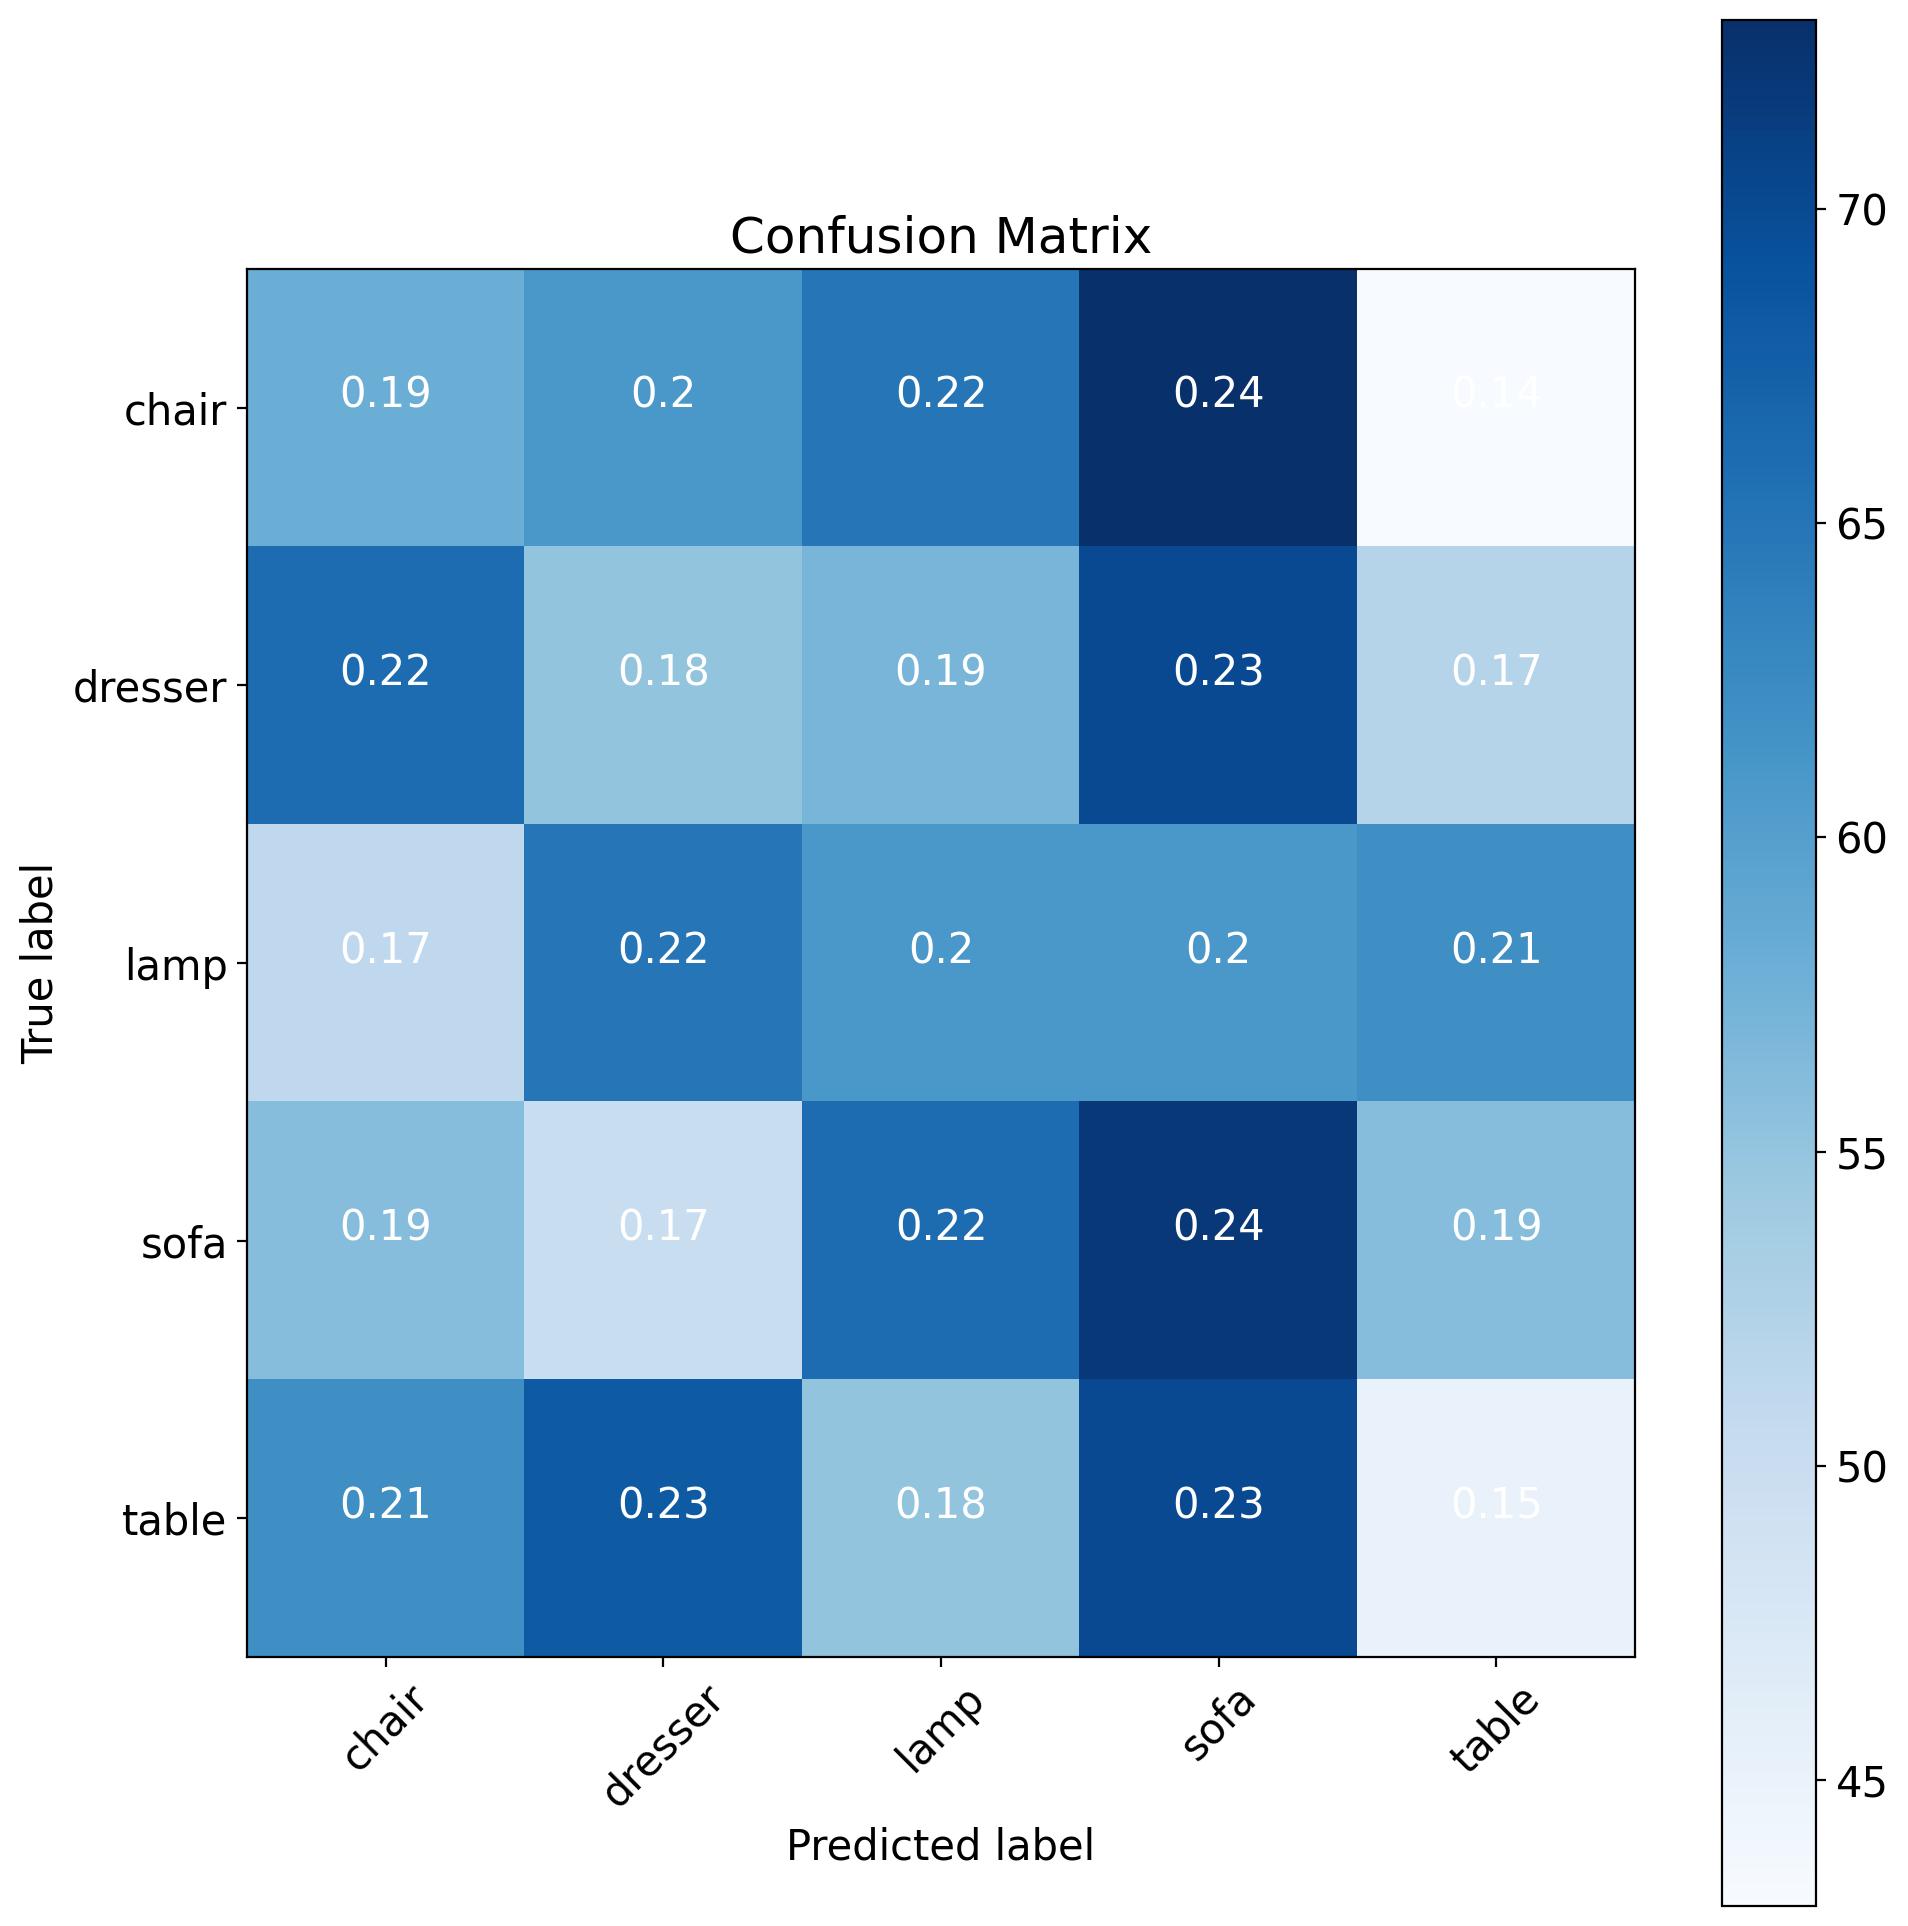 Confusion Matrix
chair 0.19 0.2 0.22 0.24 0.14
dresser 0.22 0.18 0.19 0.23 0.17
lamp 0.17 0.22 0.2 0.2 0.21
sofa 0.19 0.17 0.22 0.24 0.19
table 0.21 0.23 0.18 0.23 0.15
True label
chair dresser lamp sofa table
Predicted label
70
65
60
55
50
45